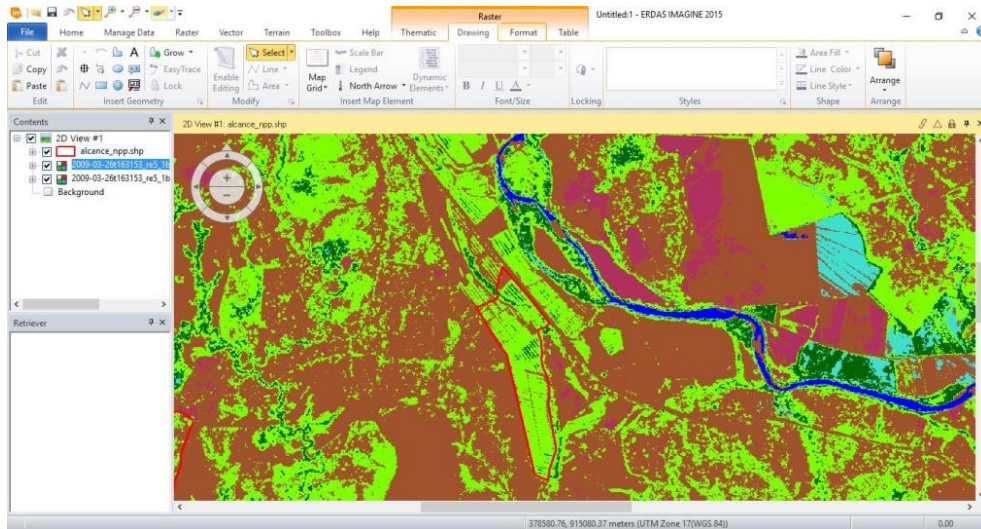 Raster
Untitled:1 - ERDAS IMAGINE 2015
File Home Manage Data Raster Vector Terrain Toolbox Help Thematic Drawing Format Table
Cut
Copy
Paste
Edit
A
Grow
EasyTrace
Lock
Insert Geometry
Enable Editing
Select
Line
Area
Modify
Map Grid
Scale Bar
Legend
North Arrow
Dynamic Elements
Insert Map Element
B I U A
Font/Size
Locking
Styles
Area Fill
Line Color
Line Style
Shape
Arrange
Arrange
Contents
2D View #1
alcance_npp.shp
2009-03-26t163153_re5_1b
2009-03-26t163153_re5_1b
Background
Retriever
2D View #1: alcance_npp.shp
378580.76, 915080.37 meters (UTM Zone 17(WGS 84))
0.00